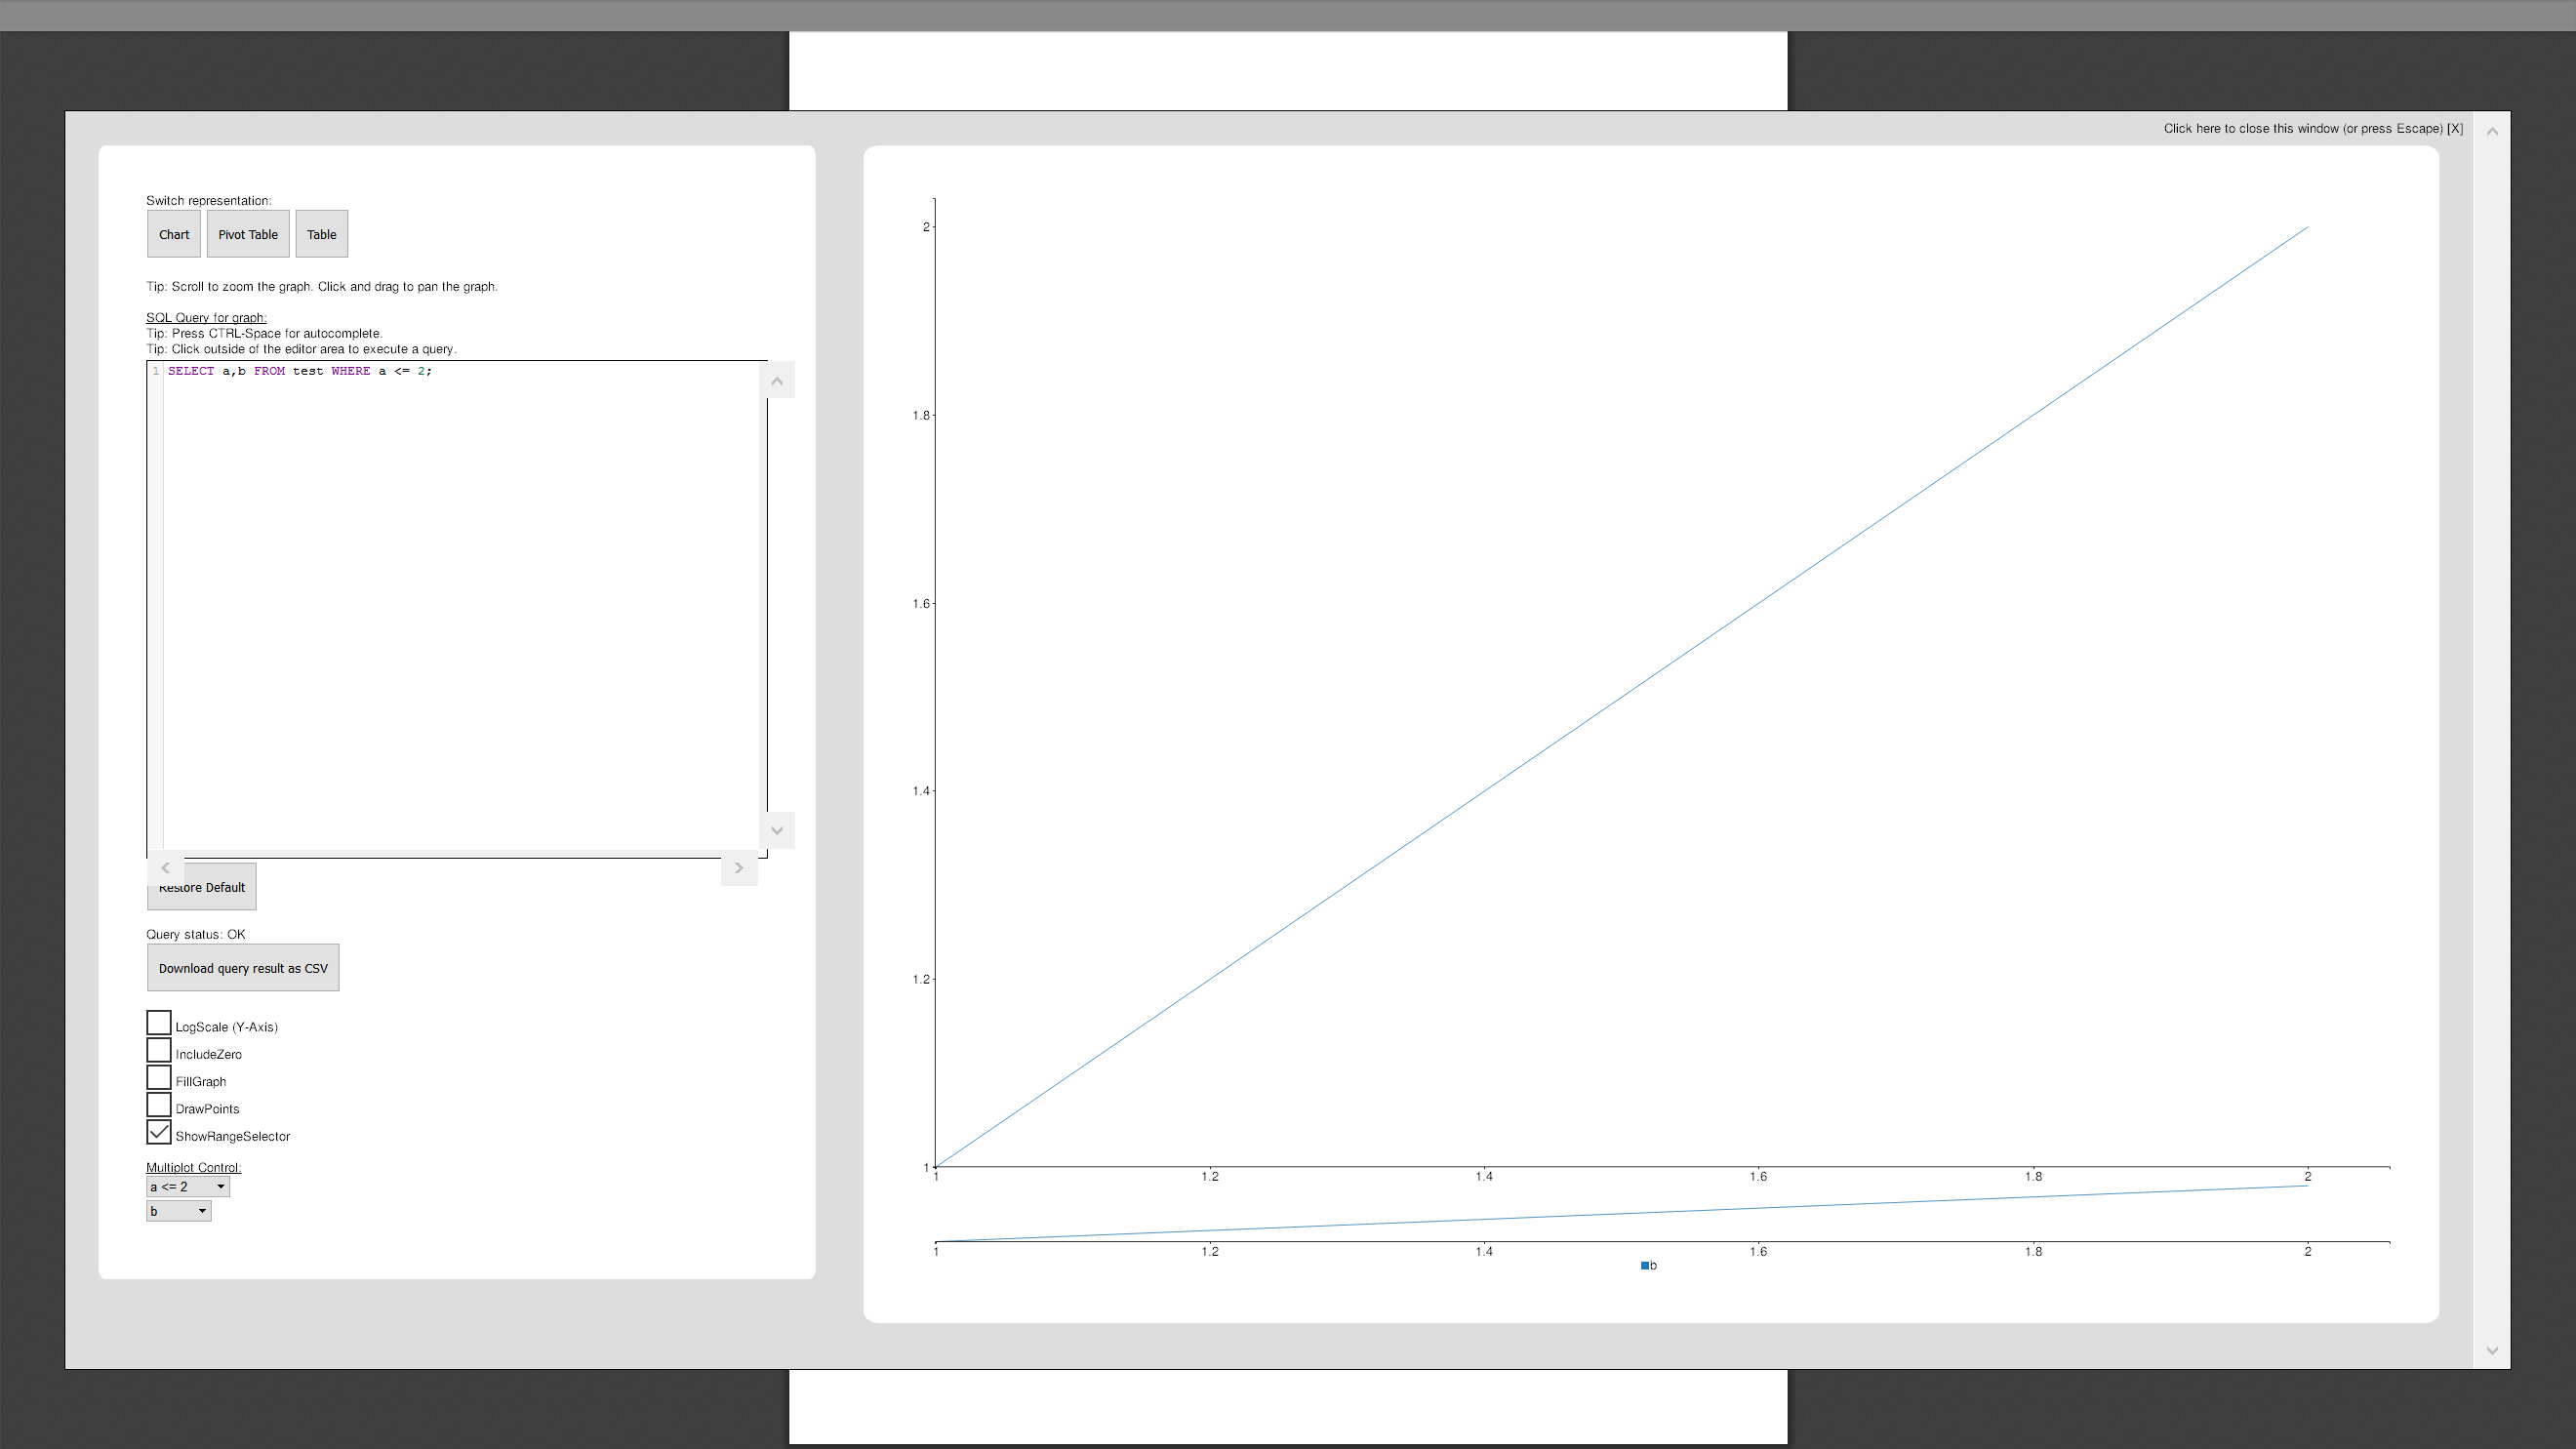 Click here to close this window (or press Escape) [X]
Switch representation:
Chart Pivot Table Table
Tip: Scroll to zoom the graph. Click and drag to pan the graph.
SQL Query for graph:
Tip: Press CTRL-Space for autocomplete.
Tip: Click outside of the editor area to execute a query.
1 SELECT a,b FROM test WHERE a <= 2;
Restore Default
Query status: OK
Download query result as CSV
LogScale (Y-Axis)
IncludeZero
FillGraph
DrawPoints
ShowRangeSelector
Multiplot Control:
a <= 2
b
2
1.8
1.6
1.4
1.2
1
1 1.2 1.4 1.6 1.8 2
1 1.2 1.4 1.6 1.8 2
b